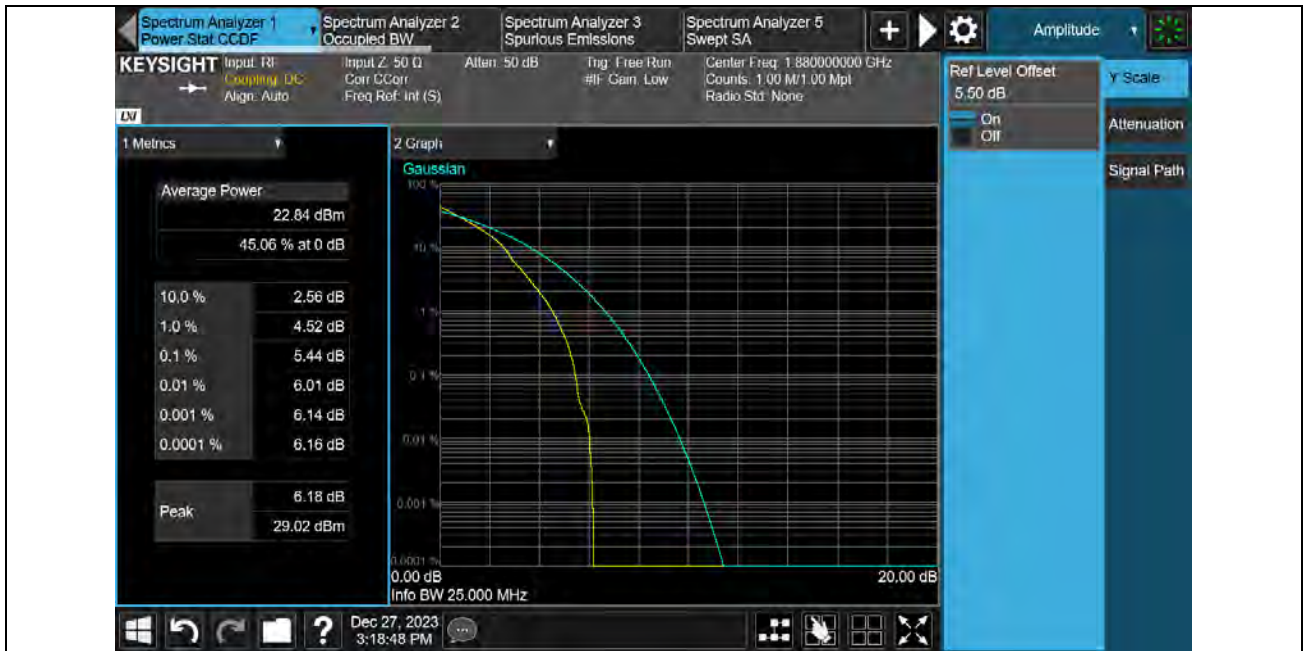 Spectrum Analyzer 1
Power Stat CCDF
Spectrum Analyzer 2
Occupied BW
Spectrum Analyzer 3
Spurious Emissions
Spectrum Analyzer 5
Swept SA
Amplitude
KEYSIGHT
Input: RF
Coupling: DC
Align: Auto
Input Z: 50 Ω
Corr CCorr
Freq Ref: Int (S)
Atten: 50 dB
Trig: Free Run
#IF Gain: Low
Center Freq: 1.880000000 GHz
Counts: 1.00 M/1.00 Mpt
Radio Std: None
LXI
Ref Level Offset
5.50 dB
On
Off
Y Scale
Attenuation
Signal Path
1 Metrics
Average Power
22.84 dBm
45.06 % at 0 dB
10.0 % 2.56 dB
1.0 % 4.52 dB
0.1 % 5.44 dB
0.01 % 6.01 dB
0.001 % 6.14 dB
0.0001 % 6.16 dB
Peak
6.18 dB
29.02 dBm
2 Graph
Gaussian
100 %
10 %
1 %
0.1 %
0.01 %
0.001 %
0.0001 %
0.00 dB
20.00 dB
Info BW 25.000 MHz
?
Dec 27, 2023
3:18:48 PM